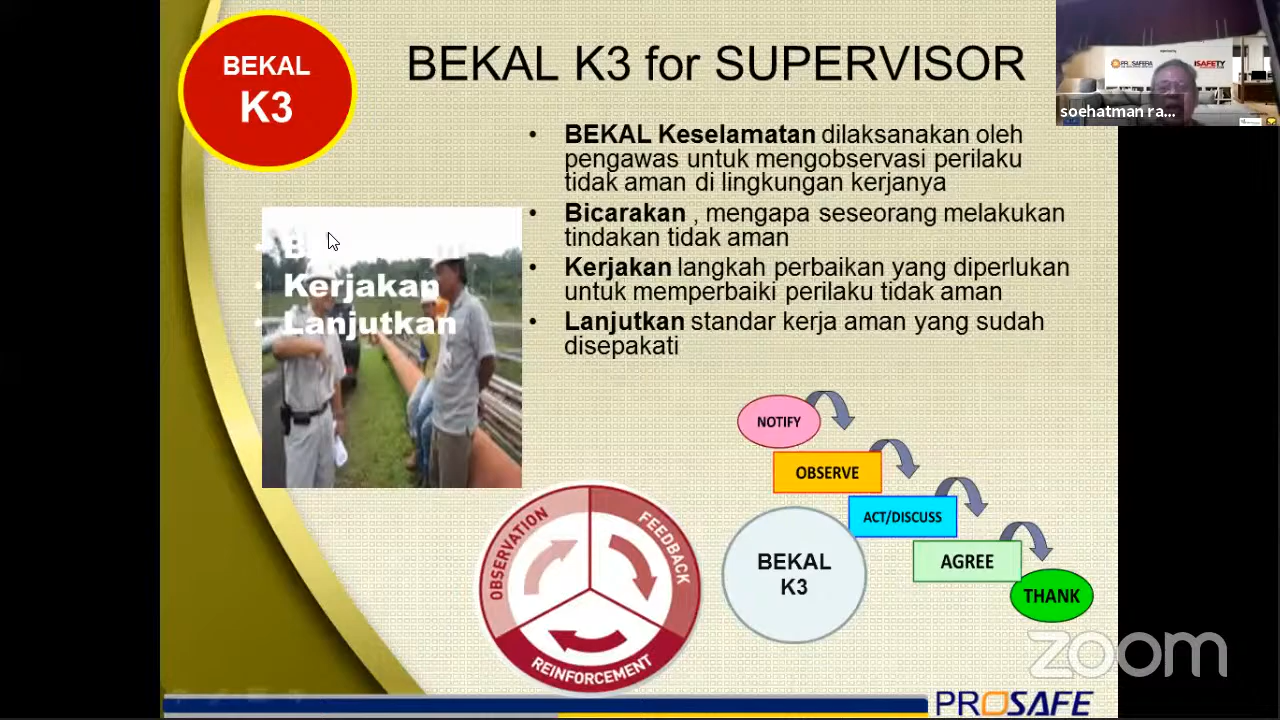 BEKAL
K3
BEKAL K3 for SUPERVISOR
PROSAFE
ISAFETY
soehatman ra...
• BEKAL Keselamatan dilaksanakan oleh
pengawas untuk mengobservasi perilaku
tidak aman di lingkungan kerjanya
• Bicarakan , mengapa seseorang melakukan
tindakan tidak aman
• Kerjakan langkah perbaikan yang diperlukan
untuk memperbaiki perilaku tidak aman
• Lanjutkan standar kerja aman yang sudah
disepakati
• Kerjakan
• Lanjutkan
NOTIFY
OBSERVE
ACT/DISCUSS
AGREE
THANK
OBSERVATION
FEEDBACK
REINFORCEMENT
BEKAL
K3
zoom
PROSAFE